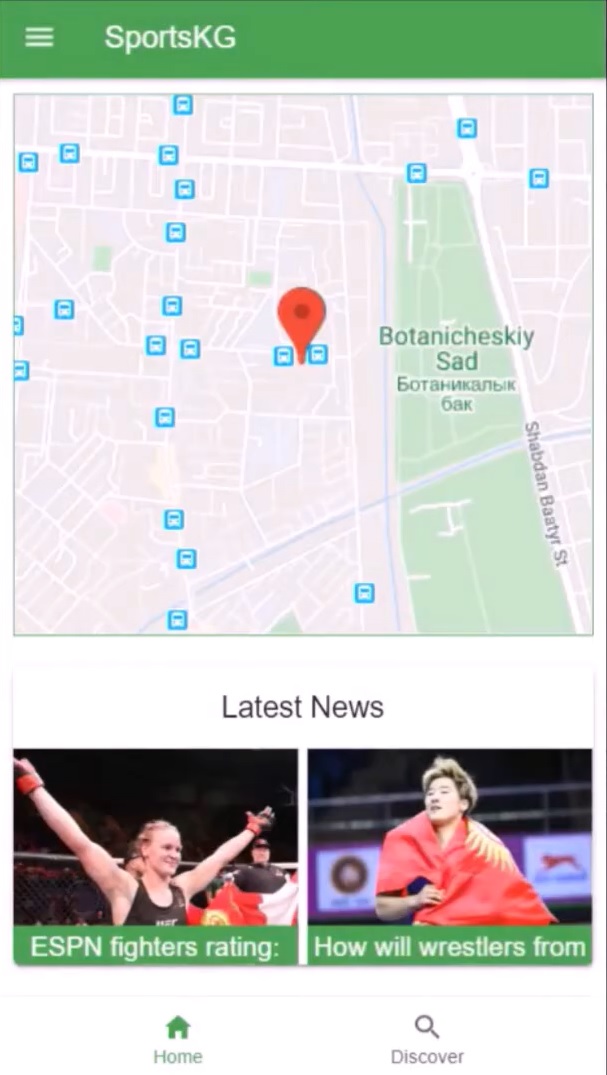 SportsKG
Botanicheskiy
Sad
Ботаникалык
бак
Shabdan Baatyr St
Latest News
UFC
ESPN fighters rating:
How will wrestlers from
Home
Discover